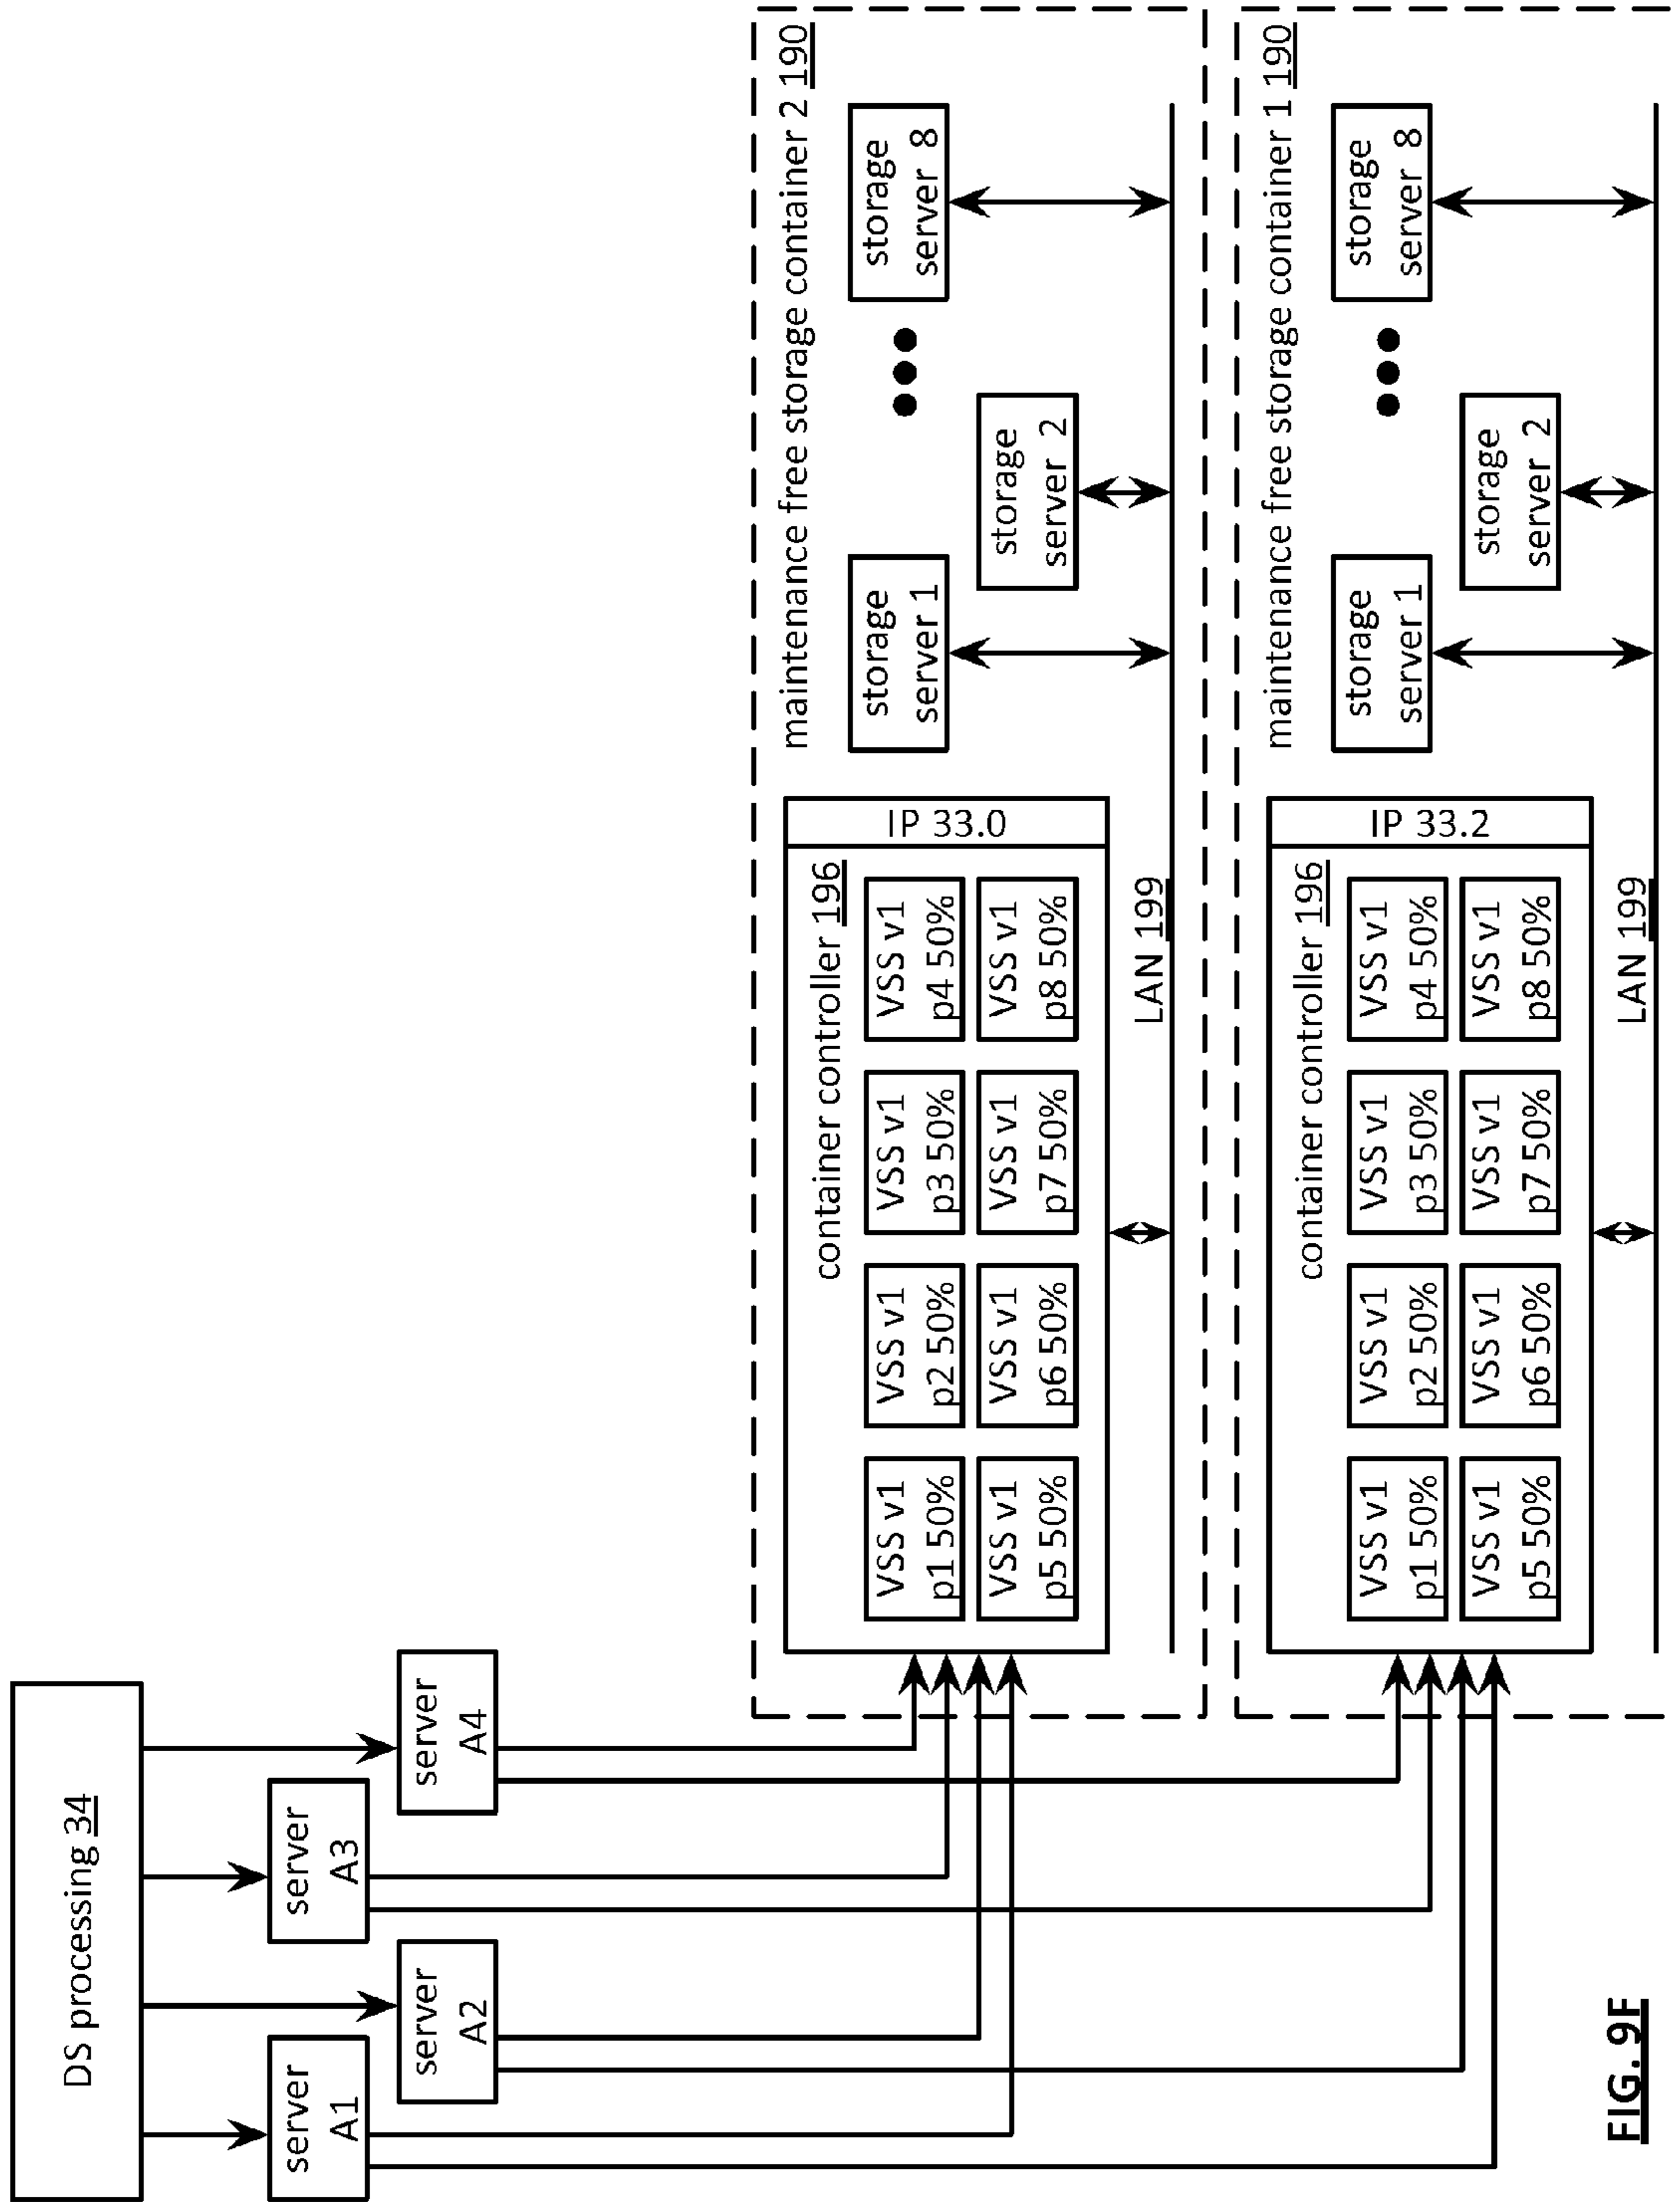 DS processing 34
server
A1
server
A2
server
A3
server
A4
maintenance free storage container 2 190
container controller 196
IP 33.0
VSS v1
p1 50%
VSS v1
p2 50%
VSS v1
p3 50%
VSS v1
p4 50%
VSS v1
p5 50%
VSS v1
p6 50%
VSS v1
p7 50%
VSS v1
p8 50%
LAN 199
storage
server 1
storage
server 2
storage
server 8
maintenance free storage container 1 190
container controller 196
IP 33.2
VSS v1
p1 50%
VSS v1
p2 50%
VSS v1
p3 50%
VSS v1
p4 50%
VSS v1
p5 50%
VSS v1
p6 50%
VSS v1
p7 50%
VSS v1
p8 50%
LAN 199
storage
server 1
storage
server 2
storage
server 8
FIG. 9F